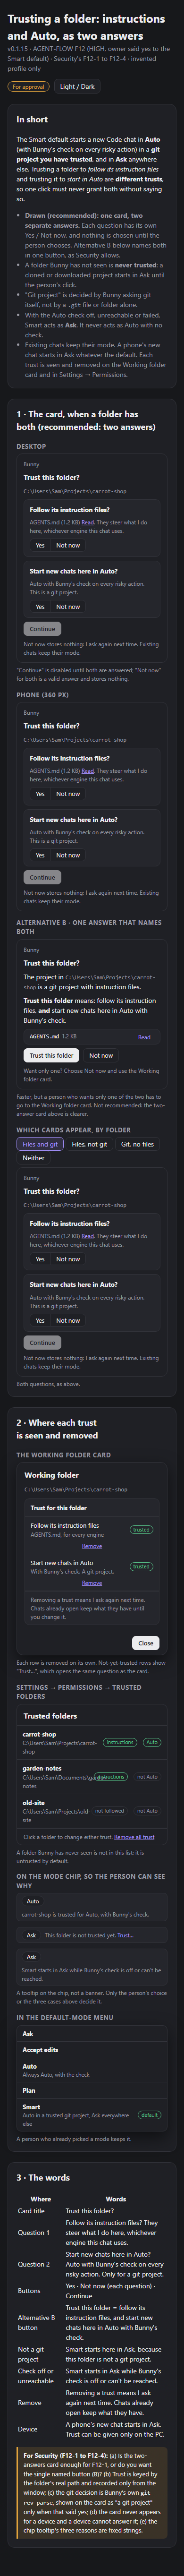 Trusting a folder: instructions
and Auto, as two answers
v0.1.15 · AGENT-FLOW F12 (HIGH, owner said yes to the
Smart default) · Security's F12-1 to F12-4 · invented
profile only
For approval
Light / Dark
In short
The Smart default starts a new Code chat in Auto
(with Bunny's check on every risky action) in a git
project you have trusted, and in Ask anywhere
else. Trusting a folder to follow its instruction files
and trusting it to start in Auto are different trusts,
so one click must never grant both without saying
so.
• Drawn (recommended): one card, two
separate answers. Each question has its own
Yes / Not now, and nothing is chosen until the
person chooses. Alternative B below names both
in one button, as Security allows.
• A folder Bunny has not seen is never trusted: a
cloned or downloaded project starts in Ask until
the person's click.
• "Git project" is decided by Bunny asking git
itself, not by a .git file or folder alone.
• With the Auto check off, unreachable or failed,
Smart acts as Ask. It never acts as Auto with no
check.
• Existing chats keep their mode. A phone's new
chat starts in Ask whatever the default. Each
trust is seen and removed on the Working folder
card and in Settings → Permissions.
1 · The card, when a folder has
both (recommended: two answers)
DESKTOP
Bunny
Trust this folder?
C:\Users\Sam\Projects\carrot-shop
Follow its instruction files?
AGENTS.md (1.2 KB) Read. They steer what I do
here, whichever engine this chat uses.
Yes Not now
Start new chats here in Auto?
Auto with Bunny's check on every risky action.
This is a git project.
Yes Not now
Continue
Not now stores nothing: I ask again next time. Existing
chats keep their mode.
"Continue" is disabled until both are answered; "Not now"
for both is a valid answer and stores nothing.
PHONE (360 PX)
Bunny
Trust this folder?
C:\Users\Sam\Projects\carrot-shop
Follow its instruction files?
AGENTS.md (1.2 KB) Read. They steer what I do
here, whichever engine this chat uses.
Yes Not now
Start new chats here in Auto?
Auto with Bunny's check on every risky action.
This is a git project.
Yes Not now
Continue
Not now stores nothing: I ask again next time. Existing
chats keep their mode.
ALTERNATIVE B · ONE ANSWER THAT NAMES
BOTH
Bunny
Trust this folder?
The project in C:\Users\Sam\Projects\carrot-
shop is a git project with instruction files.
Trust this folder means: follow its instruction
files, and start new chats here in Auto with
Bunny's check.
AGENTS.md 1.2 KB Read
Trust this folder Not now
Want only one? Choose Not now and use the Working
folder card.
Faster, but a person who wants only one of the two has to
go to the Working folder card. Not recommended: the two-
answer card above is clearer.
WHICH CARDS APPEAR, BY FOLDER
Files and git Files, not git Git, no files
Neither
Bunny
Trust this folder?
C:\Users\Sam\Projects\carrot-shop
Follow its instruction files?
AGENTS.md (1.2 KB) Read. They steer what I do
here, whichever engine this chat uses.
Yes Not now
Start new chats here in Auto?
Auto with Bunny's check on every risky action.
This is a git project.
Yes Not now
Continue
Not now stores nothing: I ask again next time. Existing
chats keep their mode.
Both questions, as above.
2 · Where each trust
is seen and removed
THE WORKING FOLDER CARD
Working folder
C:\Users\Sam\Projects\carrot-shop
Trust for this folder
Follow its instruction files
AGENTS.md, for every engine
trusted
Remove
Start new chats in Auto
With Bunny's check. A git project.
trusted
Remove
Removing a trust means I ask again next time.
Chats already open keep what they have until
you change it.
Close
Each row is removed on its own. Not-yet-trusted rows show
"Trust...", which opens the same question as the card.
SETTINGS → PERMISSIONS → TRUSTED
FOLDERS
Trusted folders
carrot-shop
C:\Users\Sam\Projects\carrot-
shop
instructions Auto
garden-notes
notes
not Auto
old-site
C:\Users\Sam\Projects\old-
site
not followed not Auto
Click a folder to change either trust. Remove all trust
A folder Bunny has never seen is not in this list: it is
untrusted by default.
ON THE MODE CHIP, SO THE PERSON CAN SEE
WHY
Auto
carrot-shop is trusted for Auto, with Bunny's check.
Ask This folder is not trusted yet. Trust...
Ask
Smart starts in Ask while Bunny's check is off or can't be
reached.
A tooltip on the chip, not a banner. Only the person's choice
or the three cases above decide it.
IN THE DEFAULT-MODE MENU
Ask
Accept edits
Auto
Always Auto, with the check
Plan
Smart
Auto in a trusted git project, Ask everywhere
else
default
A person who already picked a mode keeps it.
3 · The words
Where Words
Card title Trust this folder?
Question 1 Follow its instruction files? They
steer what I do here, whichever
engine this chat uses.
Question 2 Start new chats here in Auto?
Auto with Bunny's check on every
risky action. Only for a git project.
Buttons Yes · Not now (each question) ·
Continue
Alternative B
button
Trust this folder = follow its
instruction files, and start new
chats here in Auto with Bunny's
check.
Not a git
project
Smart starts in Ask here, because
this folder is not a git project.
Check off or
unreachable
Smart starts in Ask while Bunny's
check is off or can't be reached.
Remove Removing a trust means I ask
again next time. Chats already
open keep what they have.
Device A phone's new chat starts in Ask.
Trust can be given only on the PC.
For Security (F12-1 to F12-4): (a) Is the two-
answers card enough for F12-1, or do you want
the single named button (B)? (b) Trust is keyed by
the folder's real path and recorded only from the
window; (c) the git decision is Bunny's own git
rev-parse, shown on the card as "a git project"
only when that said yes; (d) the card never appears
for a device and a device cannot answer it; (e) the
chip tooltip's three reasons are fixed strings.